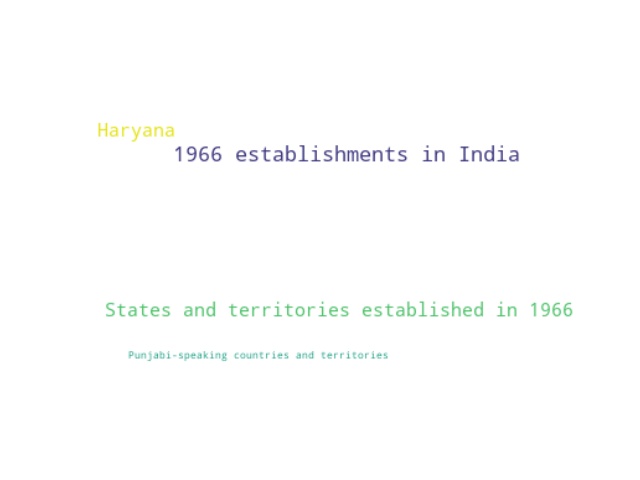 Haryana
1966 establishments in India
States and territories established in 1966
Punjabi-speaking countries and territories